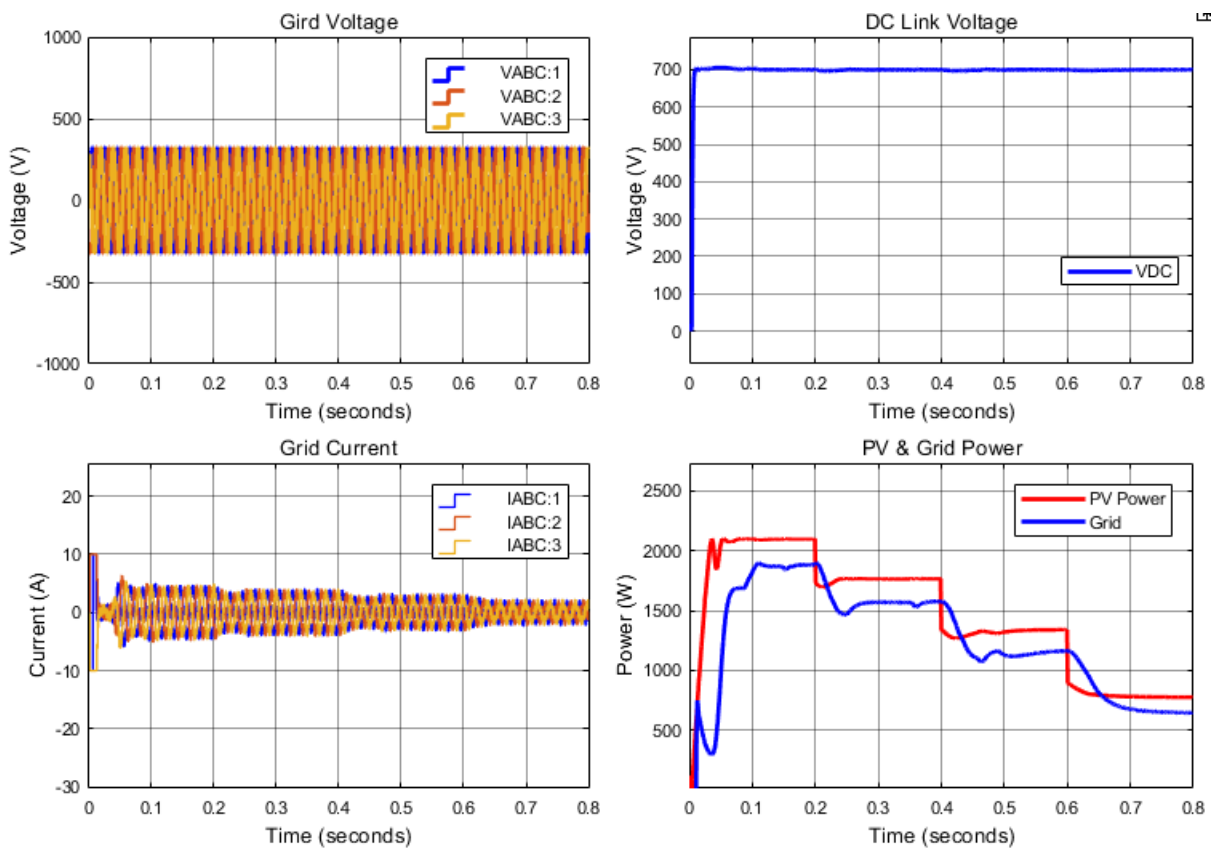 Gird Voltage
1000
500
0
-500
-1000
Voltage (V)
VABC:1
VABC:2
VABC:3
0 0.1 0.2 0.3 0.4 0.5 0.6 0.7 0.8
Time (seconds)
DC Link Voltage
700
600
500
400
300
200
100
0
Voltage (V)
VDC
0 0.1 0.2 0.3 0.4 0.5 0.6 0.7 0.8
Time (seconds)
Grid Current
20
10
0
-10
-20
-30
Current (A)
IABC:1
IABC:2
IABC:3
0 0.1 0.2 0.3 0.4 0.5 0.6 0.7 0.8
Time (seconds)
PV & Grid Power
2500
2000
1500
1000
500
Power (W)
PV Power
Grid
0 0.1 0.2 0.3 0.4 0.5 0.6 0.7 0.8
Time (seconds)